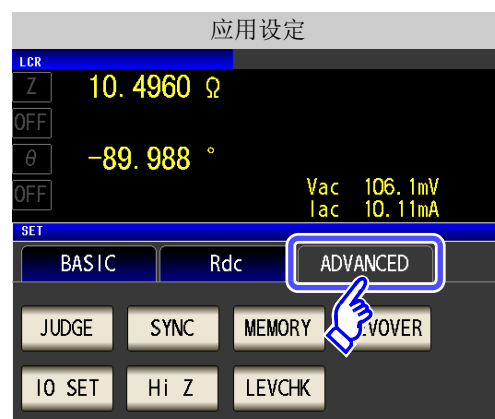 应用设定
LCR
Z 10.4960 Ω
OFF
θ -89.988 °
OFF
Vac 106.1mV
Iac 10.11mA
SET
BASIC Rdc ADVANCED
JUDGE SYNC MEMORY VOVER
IO SET Hi Z LEVCHK